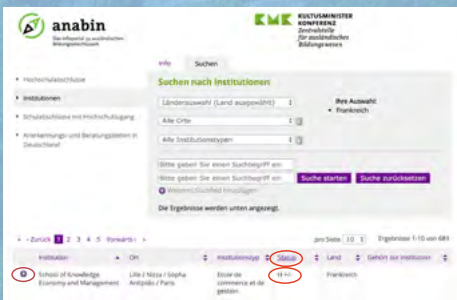 anabin
Das Infoportal zu ausländischen
Bildungsabschlüssen
KMK
KULTUSMINISTER
KONFERENZ
Zentralstelle
für ausländisches
Bildungswesen
Info
Suchen
Hochschulabschlüsse
Institutionen
Schulabschlüsse mit Hochschulzugang
Anerkennungs- und Beratungsstellen in
Deutschland
Suchen nach Institutionen
Länderauswahl (Land ausgewählt)
Alle Orte
Alle Institutionstypen
Ihre Auswahl:
Frankreich
Bitte geben Sie einen Suchbegriff ein
Bitte geben Sie einen Suchbegriff ein
Suche starten
Suche zurücksetzen
Weiteres Suchfeld hinzufügen
Die Ergebnisse werden unten angezeigt.
« ‹ Zurück 1 2 3 4 5 Vorwärts › »
pro Seite 10
Ergebnisse 1-10 von 681
Institution
Ort
Institutionstyp
Status
Land
Gehört zur Institution
School of Knowledge
Economy and Management
Lille / Nizza / Sopha
Antipolis / Paris
Ecole de
commerce et de
gestion
H +/-
Frankreich